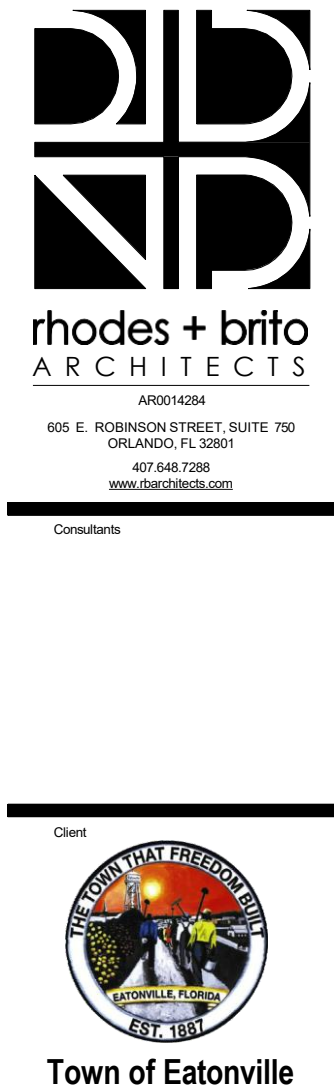 rhodes + brito
ARCHITECTS
AR0014284
605 E. ROBINSON STREET, SUITE 750
ORLANDO, FL 32801
407.648.7288
www.rbarchitects.com
Consultants
Client
THE TOWN THAT FREEDOM BUILT
EATONVILLE, FLORIDA
EST. 1887
Town of Eatonville